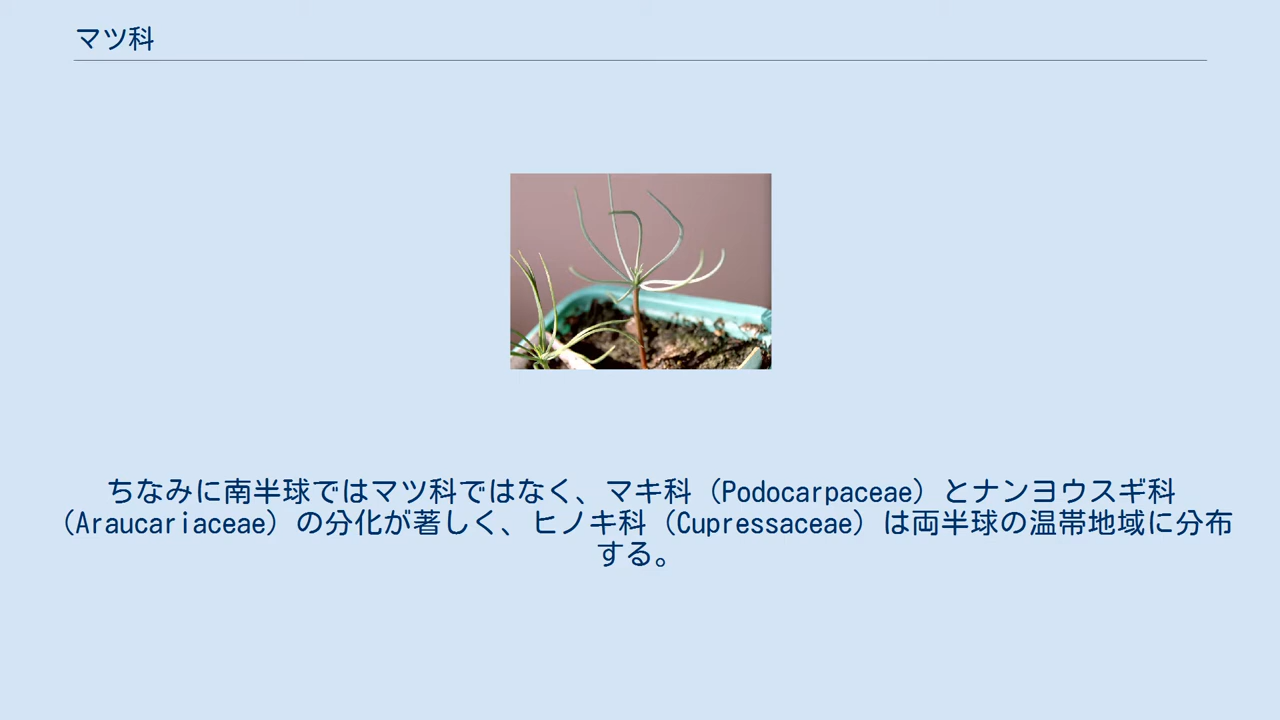 マツ科
ちなみに南半球ではマツ科ではなく、マキ科（Podocarpaceae）とナンヨウスギ科
（Araucariaceae）の分化が著しく、ヒノキ科（Cupressaceae）は両半球の温帯地域に分布
する。